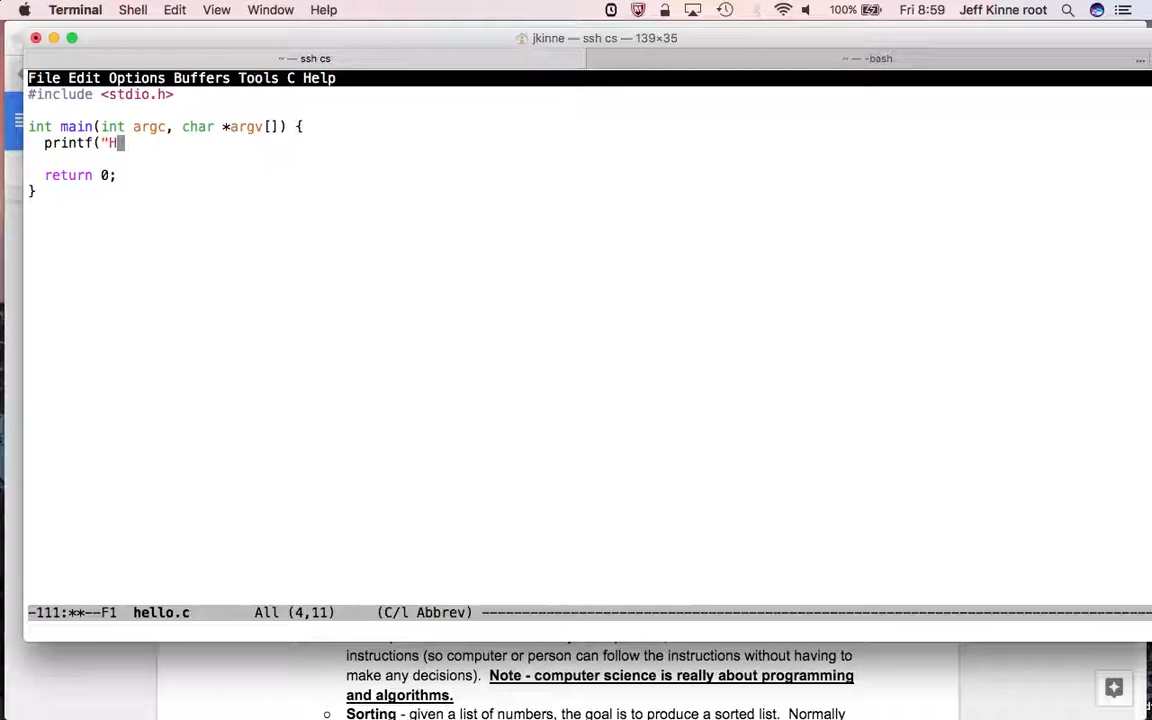 Terminal Shell Edit View Window Help 100% Fri 8:59 Jeff Kinne root
jkinne — ssh cs — 139×35
~ — ssh cs ~ — -bash
File Edit Options Buffers Tools C Help
#include <stdio.h>
int main(int argc, char *argv[]) {
printf("H
return 0;
}
-111:**--F1 hello.c All (4,11) (C/l Abbrev) ----------------------------------------------------------------------------------
instructions (so computer or person can follow the instructions without having to
make any decisions). Note - computer science is really about programming
and algorithms.
○ Sorting - given a list of numbers, the goal is to produce a sorted list. Normally